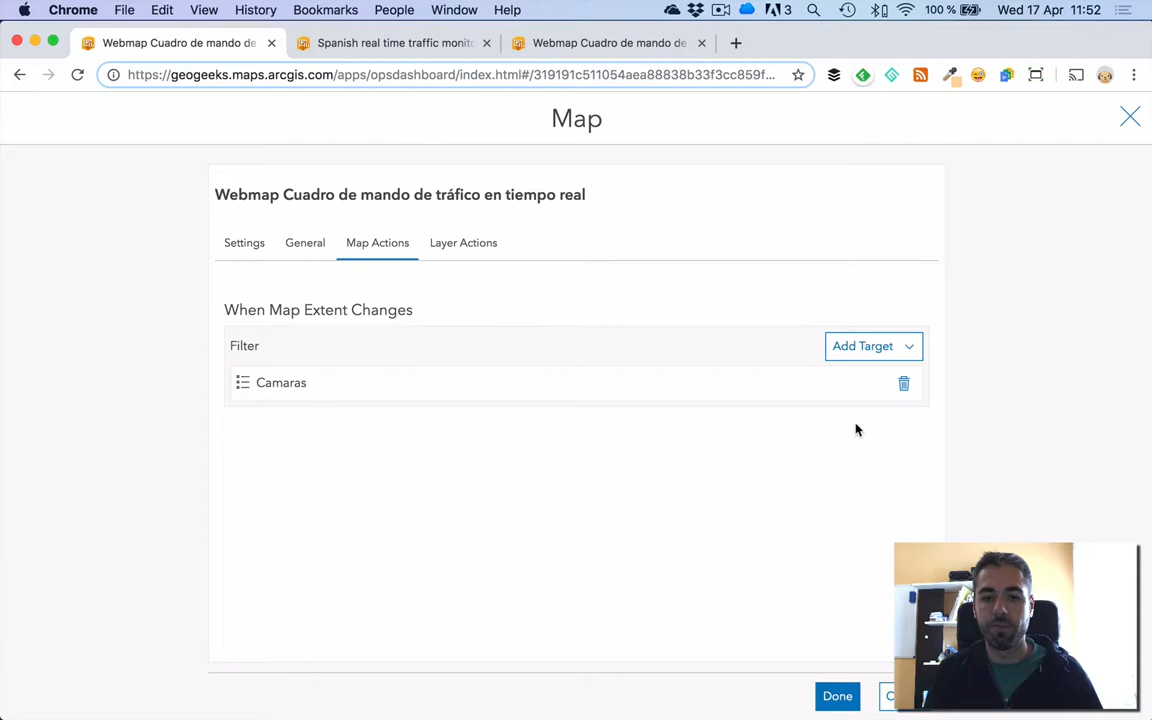 Chrome File Edit View History Bookmarks People Window Help 3 100 % Wed 17 Apr 11:52
Webmap Cuadro de mando de Spanish real time traffic monito Webmap Cuadro de mando de
https://geogeeks.maps.arcgis.com/apps/opsdashboard/index.html#/319191c511054aea88838b33f3cc859f...
Map
Webmap Cuadro de mando de tráfico en tiempo real
Settings General Map Actions Layer Actions
When Map Extent Changes
Filter Add Target
Camaras
Done C